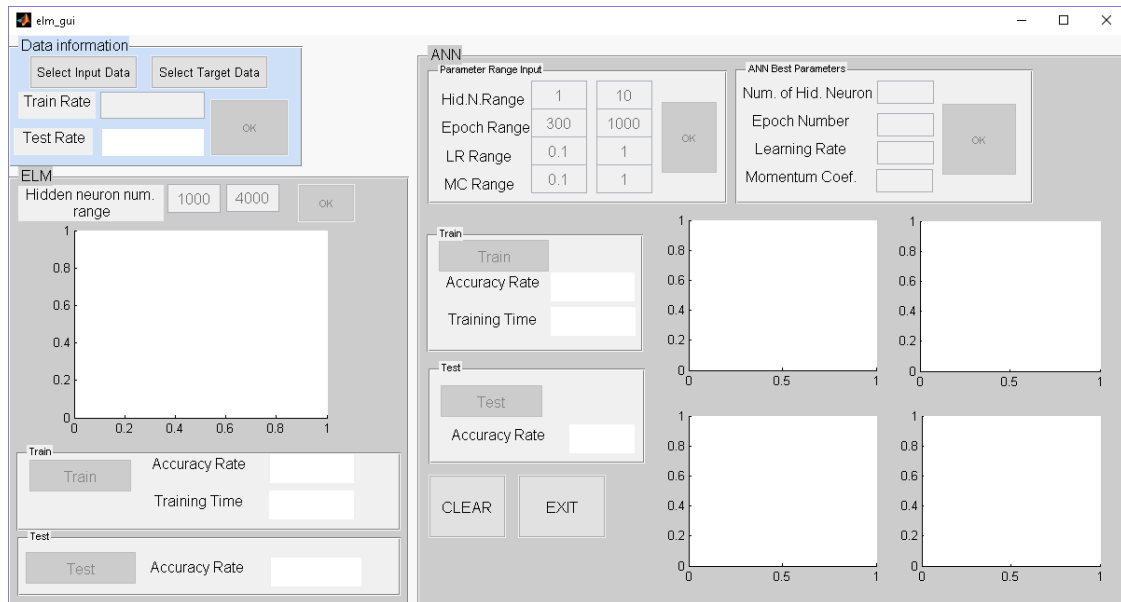 elm_gui
Data information
Select Input Data
Select Target Data
Train Rate
Test Rate
OK
ELM
Hidden neuron num.
range
1000
4000
OK
1
0.8
0.6
0.4
0.2
0
0 0.2 0.4 0.6 0.8 1
Train
Train
Accuracy Rate
Training Time
Test
Test
Accuracy Rate
ANN
Parameter Range Input
Hid.N.Range 1 10
Epoch Range 300 1000
LR Range 0.1 1
MC Range 0.1 1
OK
ANN Best Parameters
Num. of Hid. Neuron
Epoch Number
Learning Rate
Momentum Coef.
OK
Train
Train
Accuracy Rate
Training Time
Test
Test
Accuracy Rate
CLEAR
EXIT
1
0.8
0.6
0.4
0.2
0
0 0.5 1
1
0.8
0.6
0.4
0.2
0
0 0.5 1
1
0.8
0.6
0.4
0.2
0
0 0.5 1
1
0.8
0.6
0.4
0.2
0
0 0.5 1